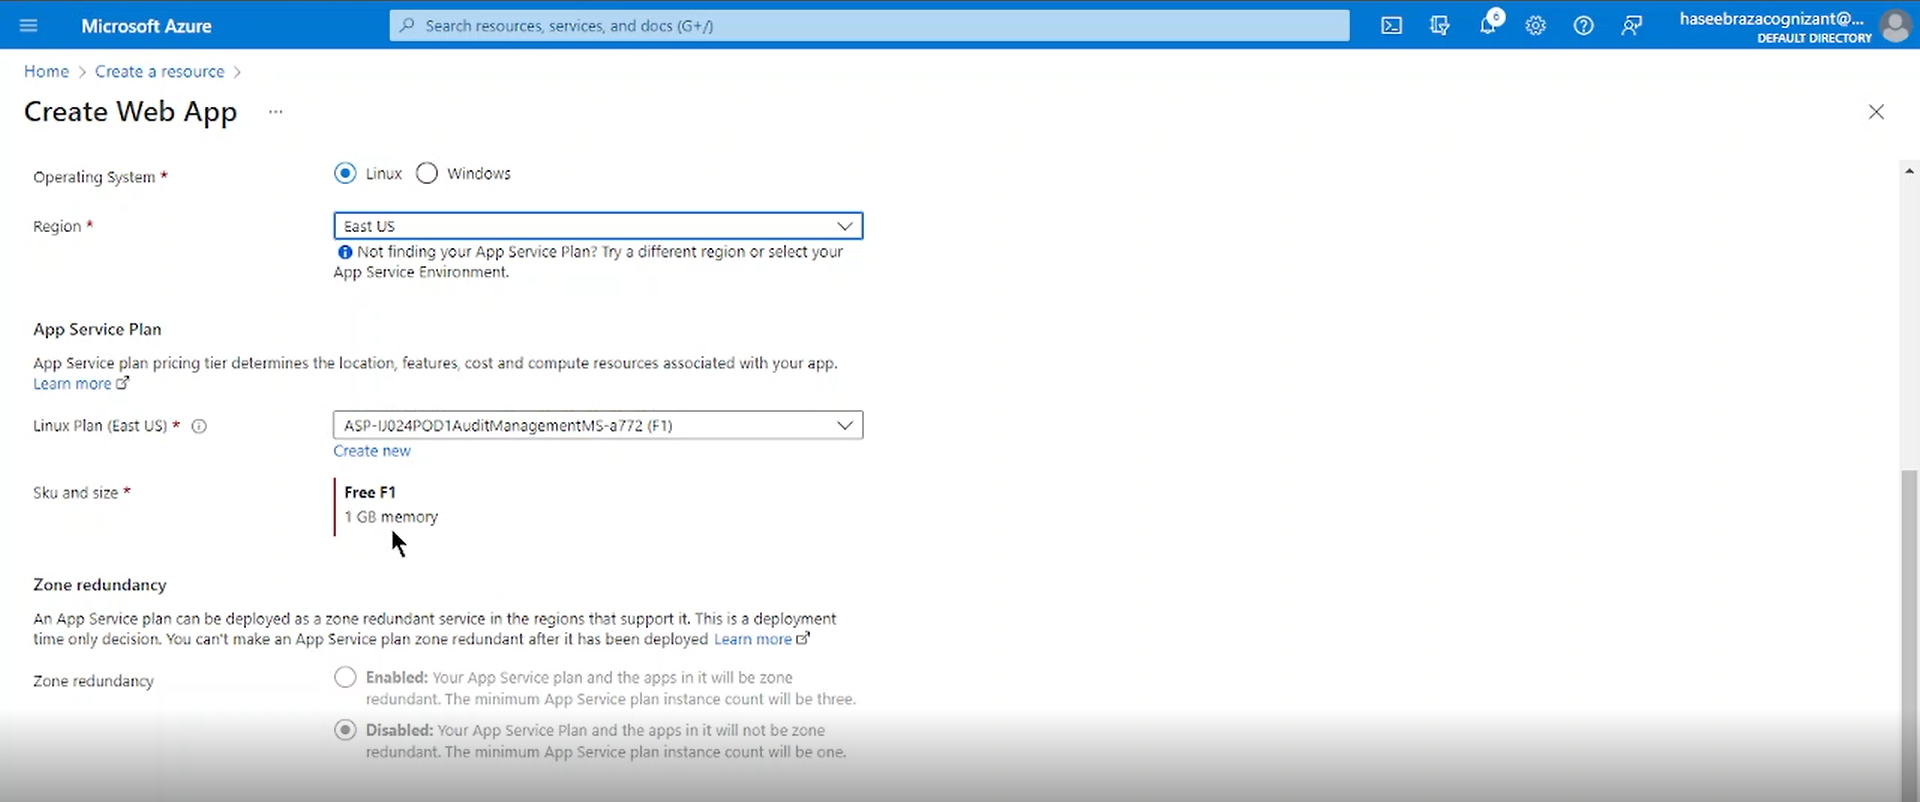 Microsoft Azure
Search resources, services, and docs (G+/)
6
haseebrazacognizant@...
DEFAULT DIRECTORY
Home > Create a resource >
Create Web App ...
Operating System *
Linux
Windows
Region *
East US
Not finding your App Service Plan? Try a different region or select your
App Service Environment.
App Service Plan
App Service plan pricing tier determines the location, features, cost and compute resources associated with your app.
Learn more
Linux Plan (East US) *
ASP-IJ024POD1AuditManagementMS-a772 (F1)
Create new
Sku and size *
Free F1
1 GB memory
Zone redundancy
An App Service plan can be deployed as a zone redundant service in the regions that support it. This is a deployment
time only decision. You can't make an App Service plan zone redundant after it has been deployed Learn more
Zone redundancy
Enabled: Your App Service plan and the apps in it will be zone
redundant. The minimum App Service plan instance count will be three.
Disabled: Your App Service Plan and the apps in it will not be zone
redundant. The minimum App Service plan instance count will be one.